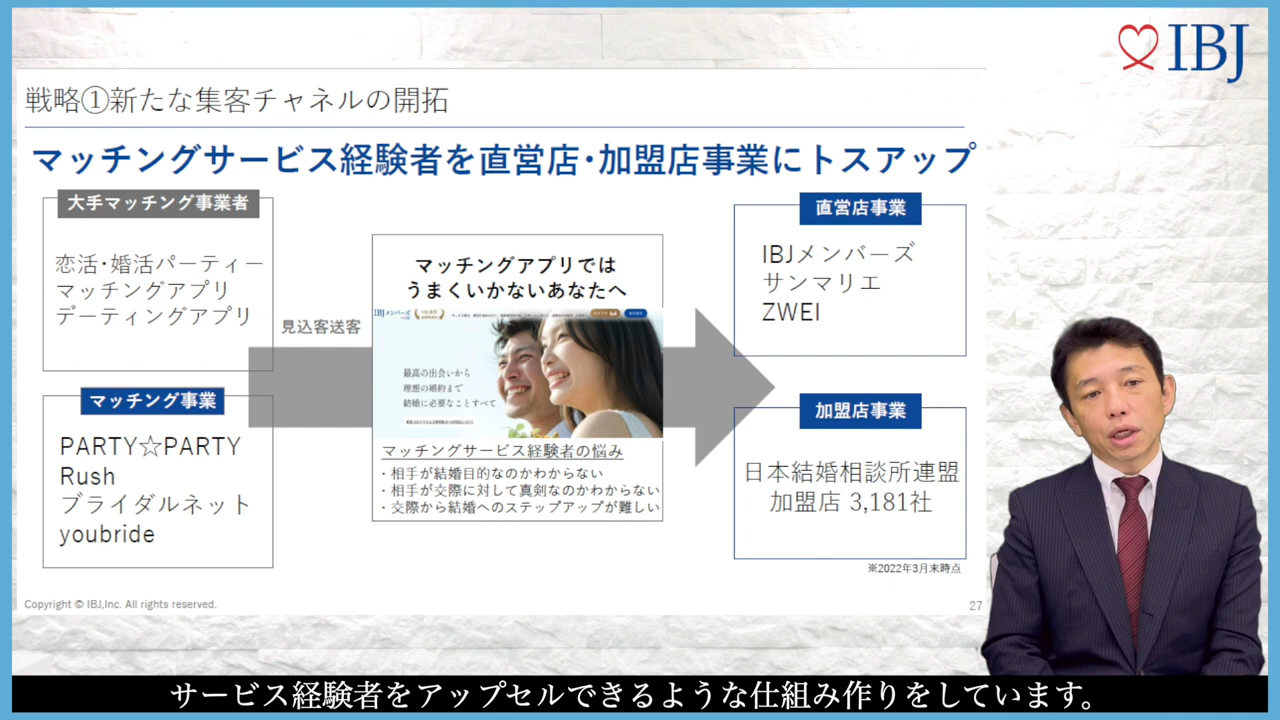 IBJ
戦略①新たな集客チャネルの開拓
マッチングサービス経験者を直営店・加盟店事業にトスアップ
大手マッチング事業者
恋活・婚活パーティー
マッチングアプリ
デーティングアプリ
マッチング事業
PARTY☆PARTY
Rush
ブライダルネット
youbride
見込客送客
マッチングアプリでは
うまくいかないあなたへ
IBJメンバーズ
最高の出会いから
理想の婚約まで
結婚に必要なことすべて
マッチングサービス経験者の悩み
・相手が結婚目的なのかわからない
・相手が交際に対して真剣なのかわからない
・交際から結婚へのステップアップが難しい
直営店事業
IBJメンバーズ
サンマリエ
ZWEI
加盟店事業
日本結婚相談所連盟
加盟店 3,181社
※2022年3月末時点
Copyright © IBJ,Inc. All rights reserved.
27
サービス経験者をアップセルできるような仕組み作りをしています。